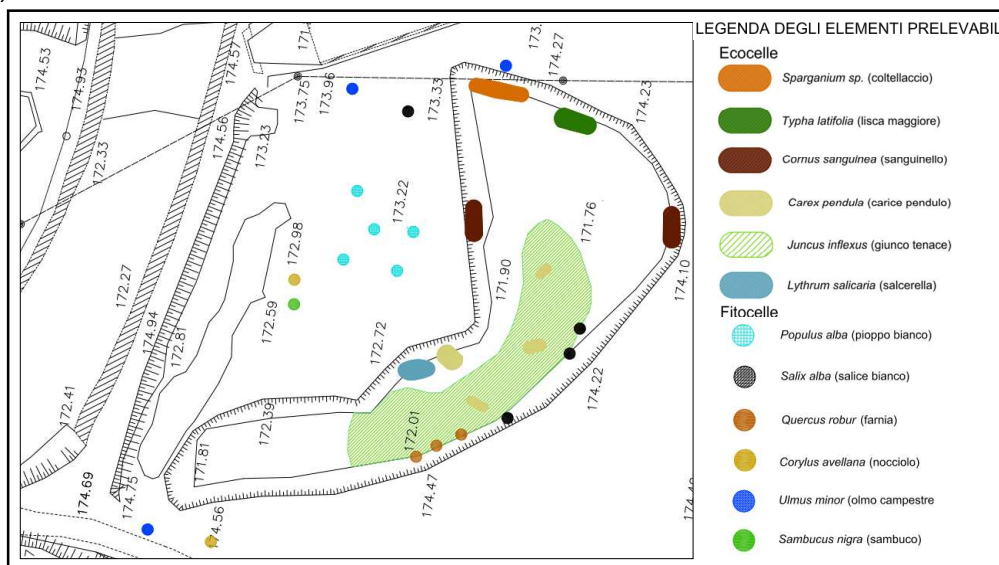 LEGENDA DEGLI ELEMENTI PRELEVABIL
Ecocelle
Sparganium sp. (coltellaccio)
Typha latifolia (lisca maggiore)
Cornus sanguinea (sanguinello)
Carex pendula (carice pendulo)
Juncus inflexus (giunco tenace)
Lythrum salicaria (salcerella)
Fitocelle
Populus alba (pioppo bianco)
Salix alba (salice bianco)
Quercus robur (farnia)
Corylus avellana (nocciolo)
Ulmus minor (olmo campestre
Sambucus nigra (sambuco)
174.53
174.93
174.57
171.
173.75
173.96
173.33
173.
174.27
174.23
172.33
174.56
173.23
173.22
171.76
172.98
171.90
174.10
172.27
174.94
172.81
172.59
172.72
174.22
172.41
172.39
172.01
171.81
174.69
174.75
174.56
174.47